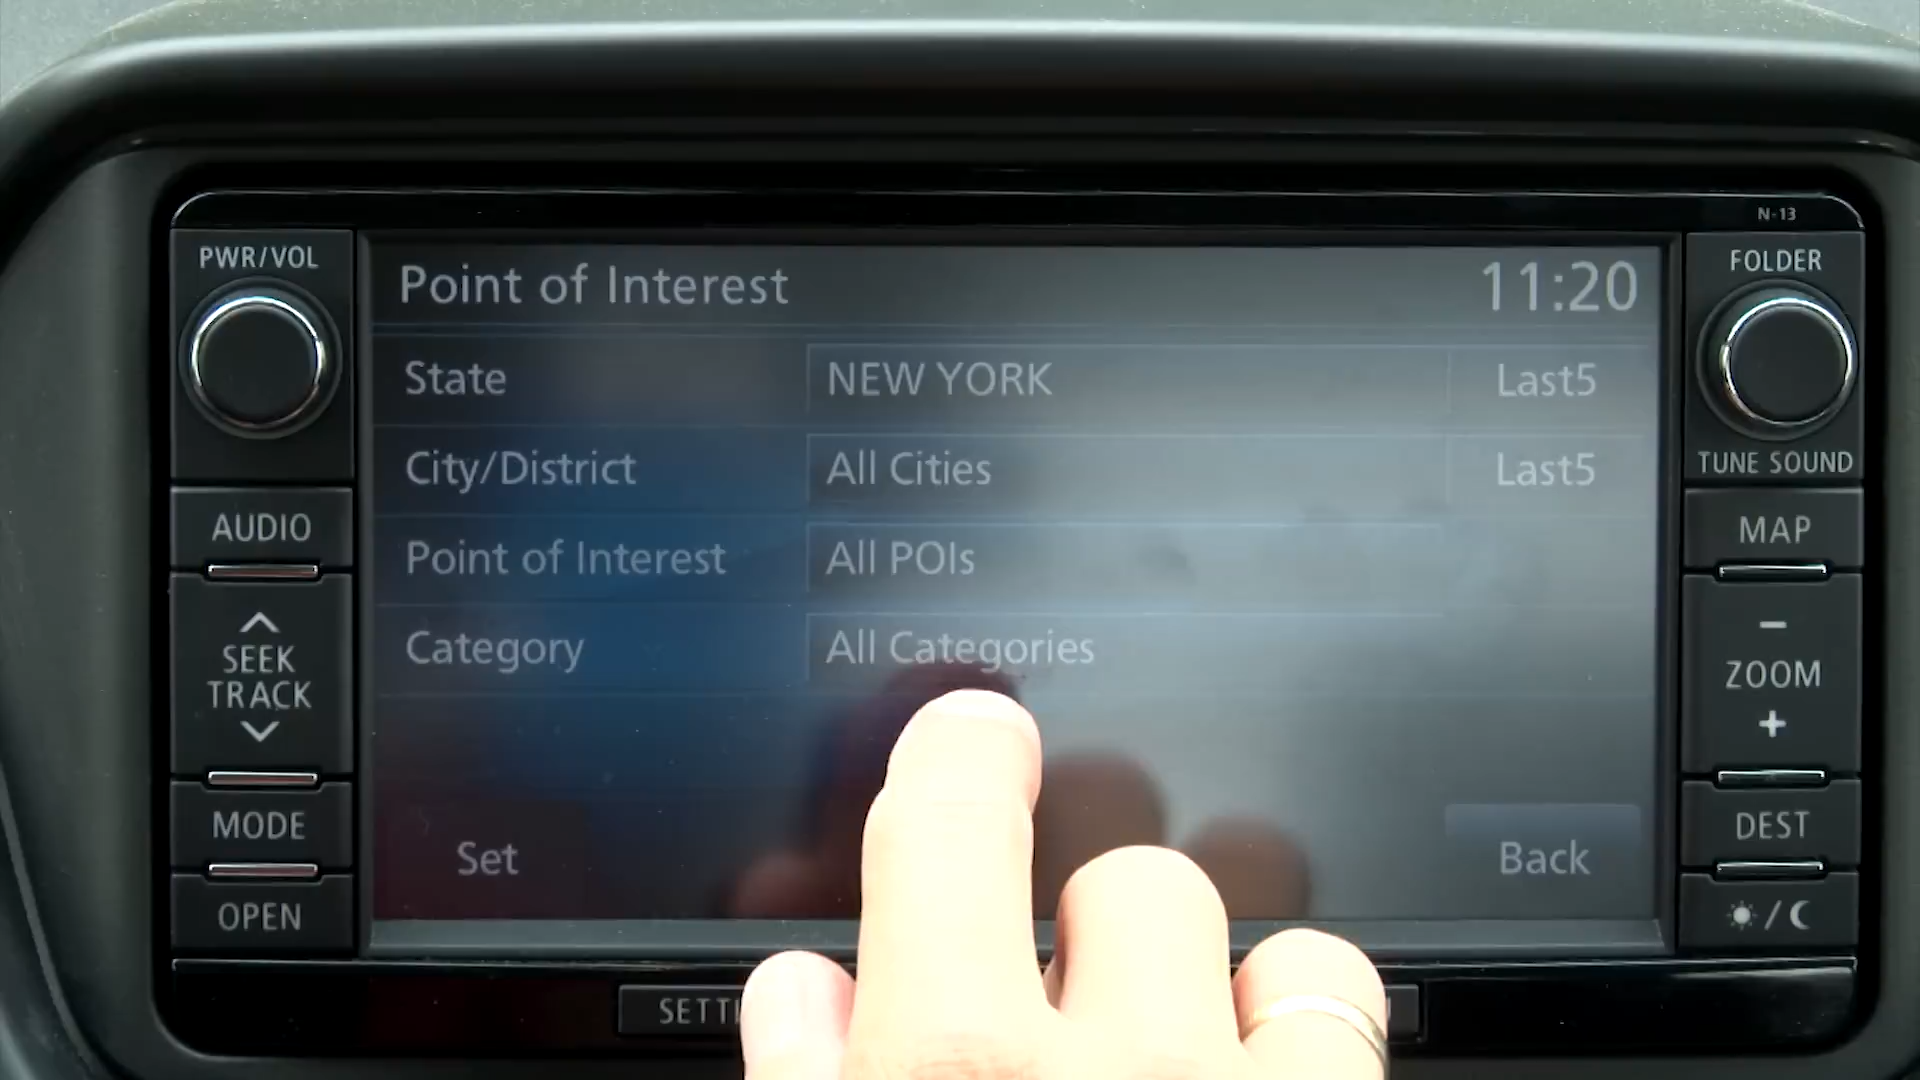 N-13
PWR/VOL
FOLDER
Point of Interest 11:20
State NEW YORK Last5
City/District All Cities Last5
Point of Interest All POIs
Category All Categories
Set Back
AUDIO
SEEK
TRACK
MODE
OPEN
TUNE SOUND
MAP
−
ZOOM
+
DEST
/